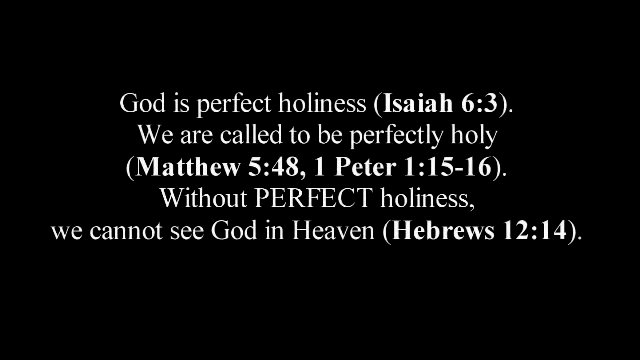 God is perfect holiness (Isaiah 6:3).
We are called to be perfectly holy
(Matthew 5:48, 1 Peter 1:15-16).
Without PERFECT holiness,
we cannot see God in Heaven (Hebrews 12:14).